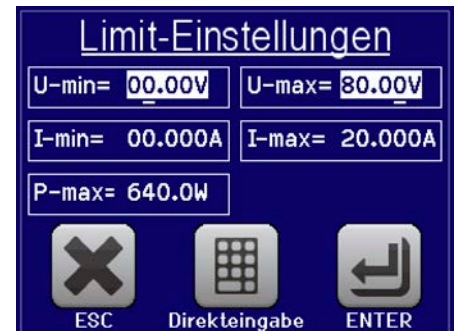 Limit-Einstellungen
U-min= 00.00V U-max= 80.00V
I-min= 00.000A I-max= 20.000A
P-max= 640.0W
ESC Direkteingabe ENTER